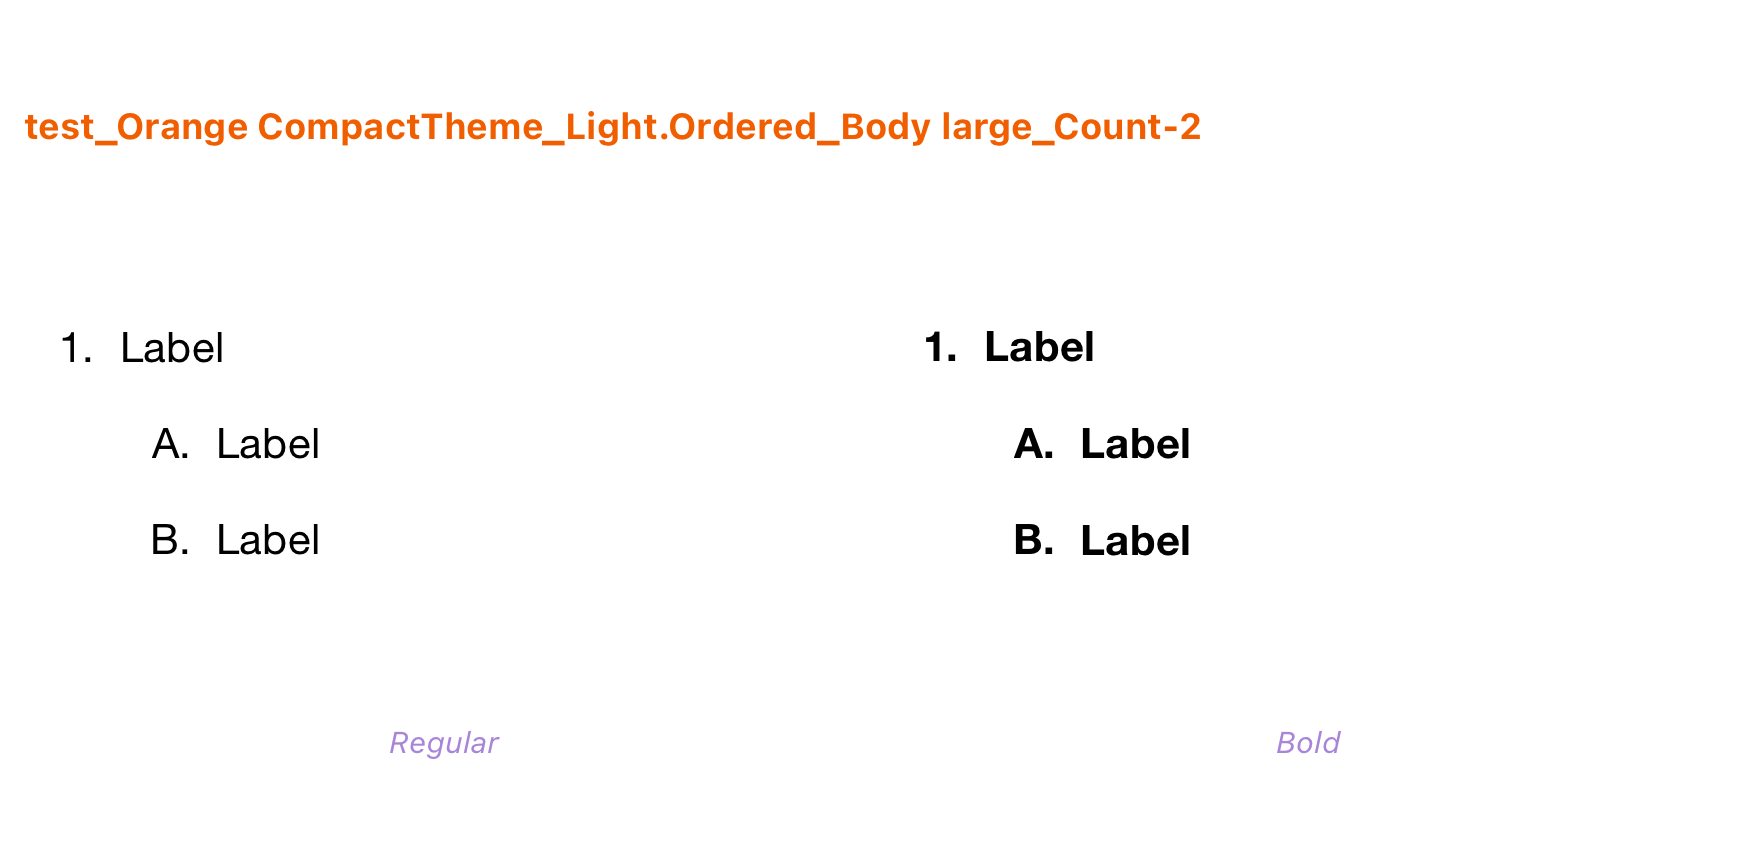 test_Orange CompactTheme_Light.Ordered_Body large_Count-2
1. Label
A. Label
B. Label
Regular
1. Label
A. Label
B. Label
Bold